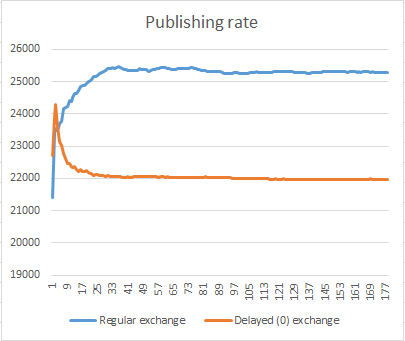 Publishing rate
26000
25000
24000
23000
22000
21000
20000
19000
1 9 17 25 33 41 49 57 65 73 81 89 97 105 113 121 129 137 145 153 161 169 177
Regular exchange Delayed (0) exchange